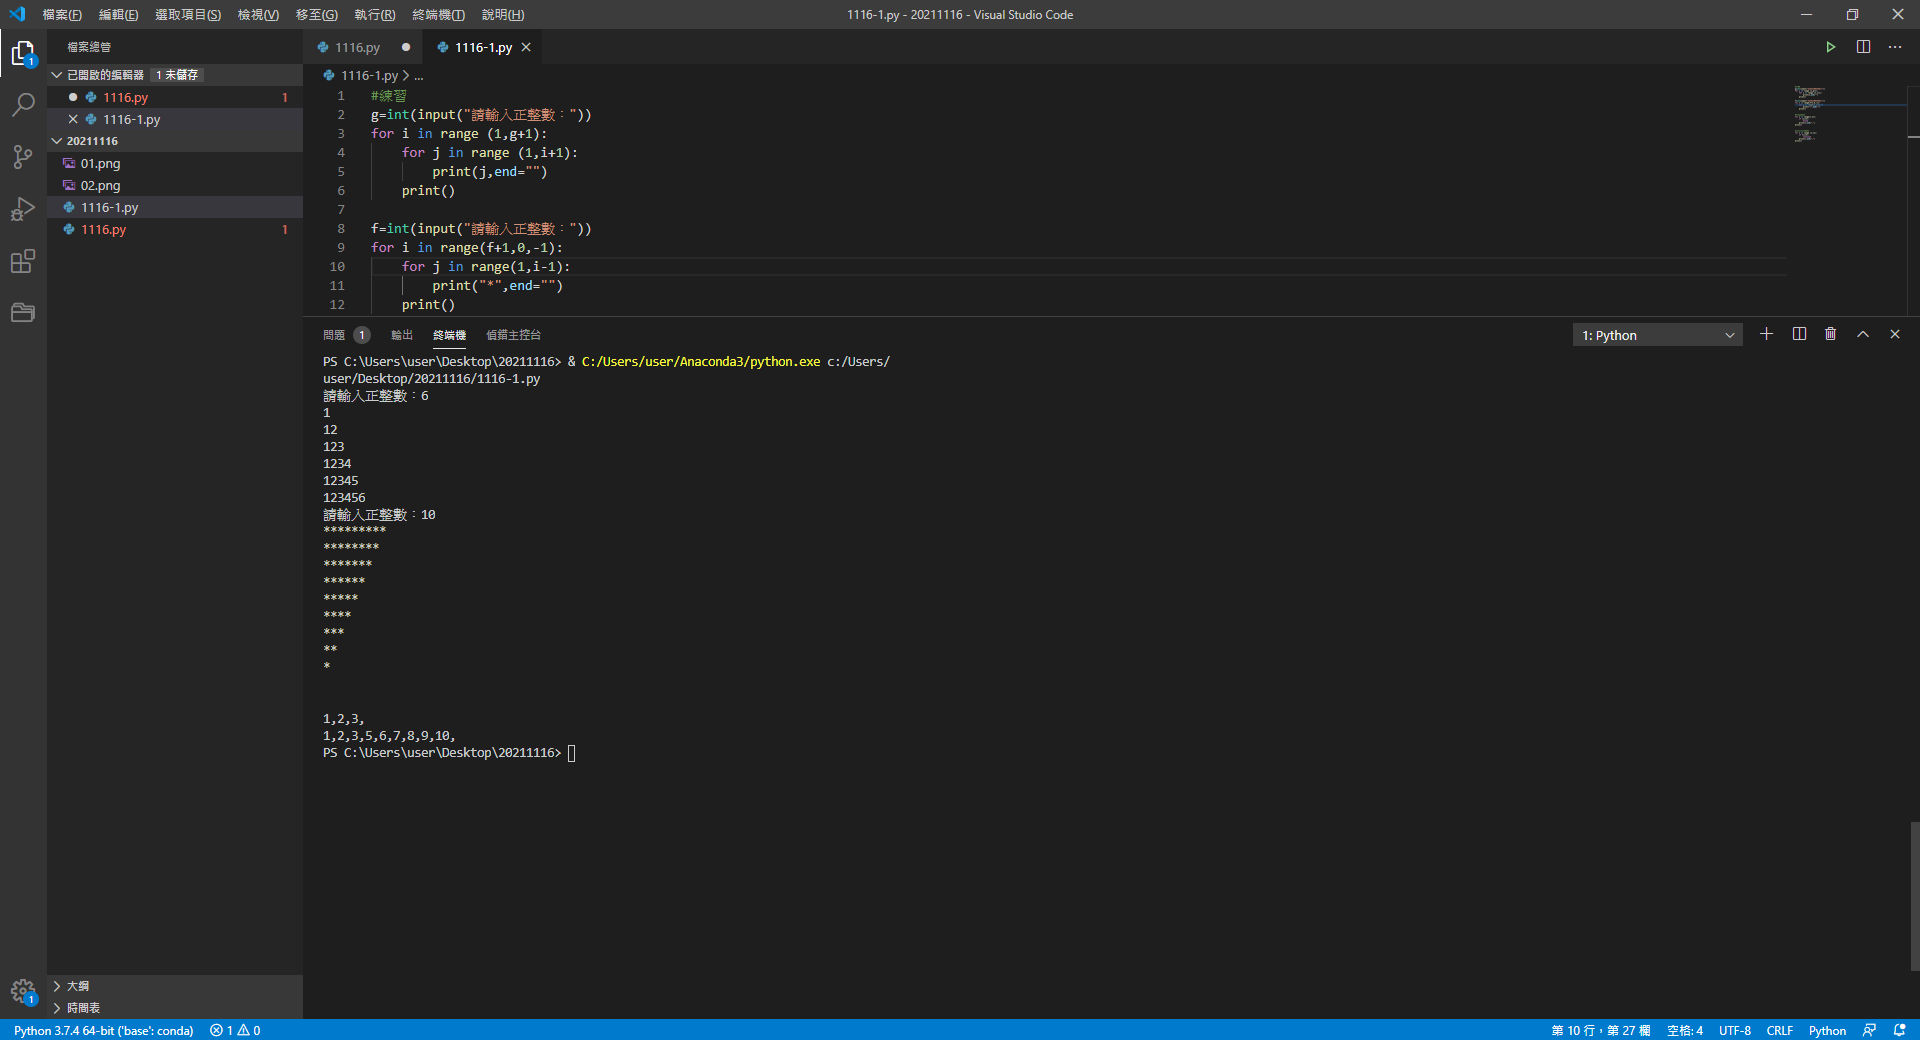 檔案(F) 編輯(E) 選取項目(S) 檢視(V) 移至(G) 執行(R) 終端機(T) 說明(H) 1116-1.py - 20211116 - Visual Studio Code
檔案總管
已開啟的編輯器 1 未儲存
1116.py 1
1116-1.py
20211116
01.png
02.png
1116-1.py
1116.py 1
大綱
時間表
1
1
1116.py 1116-1.py
1116-1.py > ...
1 #練習
2 g=int(input("請輸入正整數："))
3 for i in range (1,g+1):
4 for j in range (1,i+1):
5 print(j,end="")
6 print()
7
8 f=int(input("請輸入正整數："))
9 for i in range(f+1,0,-1):
10 for j in range(1,i-1):
11 print("*",end="")
12 print()
問題 1 輸出 終端機 偵錯主控台 1: Python
PS C:\Users\user\Desktop\20211116> & C:/Users/user/Anaconda3/python.exe c:/Users/
user/Desktop/20211116/1116-1.py
請輸入正整數：6
1
12
123
1234
12345
123456
請輸入正整數：10
*********
********
*******
******
*****
****
***
**
*
1,2,3,
1,2,3,5,6,7,8,9,10,
PS C:\Users\user\Desktop\20211116>
Python 3.7.4 64-bit ('base': conda) 1 0 第 10 行，第 27 欄 空格: 4 UTF-8 CRLF Python